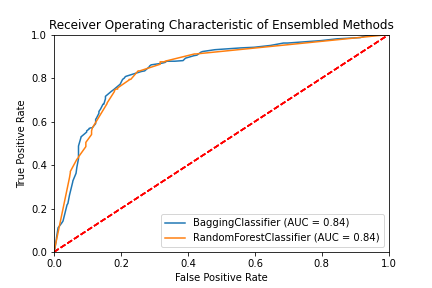 Receiver Operating Characteristic of Ensembled Methods
1.0
0.8
0.6
0.4
0.2
0.0
True Positive Rate
BaggingClassifier (AUC = 0.84)
RandomForestClassifier (AUC = 0.84)
0.0 0.2 0.4 0.6 0.8 1.0
False Positive Rate